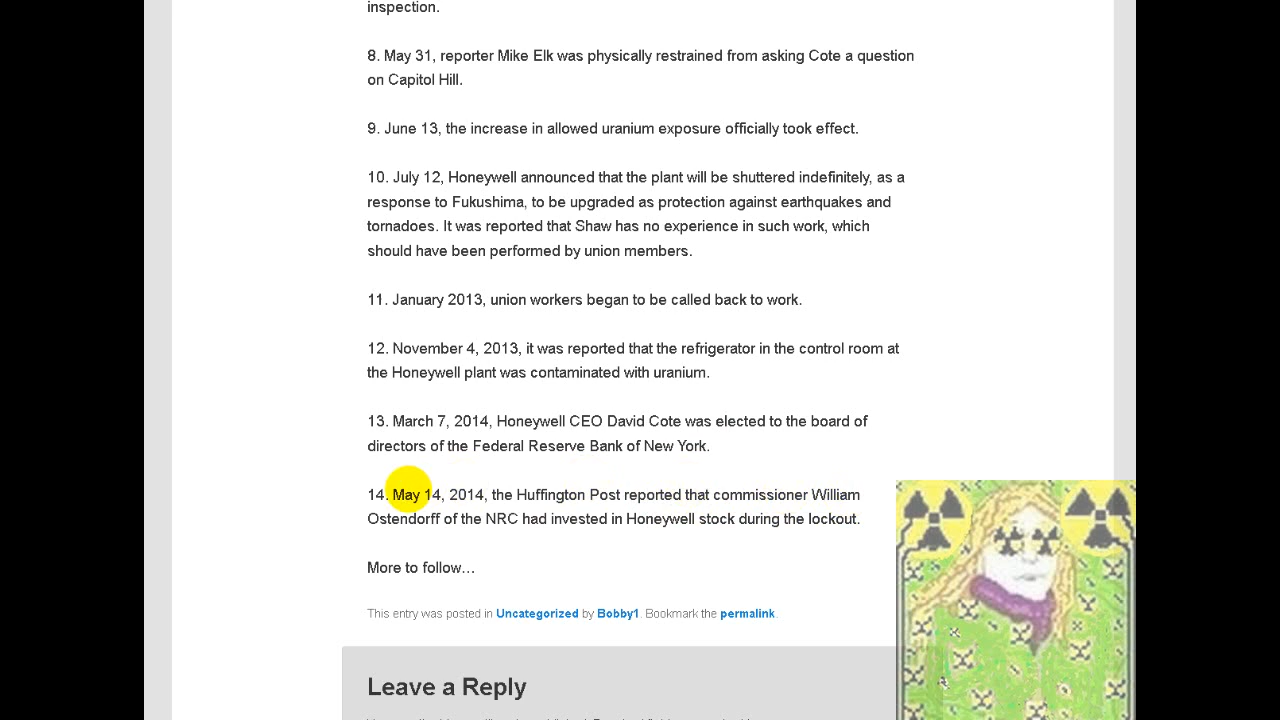 inspection.
8. May 31, reporter Mike Elk was physically restrained from asking Cote a question
on Capitol Hill.
9. June 13, the increase in allowed uranium exposure officially took effect.
10. July 12, Honeywell announced that the plant will be shuttered indefinitely, as a
response to Fukushima, to be upgraded as protection against earthquakes and
tornadoes. It was reported that Shaw has no experience in such work, which
should have been performed by union members.
11. January 2013, union workers began to be called back to work.
12. November 4, 2013, it was reported that the refrigerator in the control room at
the Honeywell plant was contaminated with uranium.
13. March 7, 2014, Honeywell CEO David Cote was elected to the board of
directors of the Federal Reserve Bank of New York.
14. May 14, 2014, the Huffington Post reported that commissioner William
Ostendorff of the NRC had invested in Honeywell stock during the lockout.
More to follow…
This entry was posted in Uncategorized by Bobby1. Bookmark the permalink.
Leave a Reply